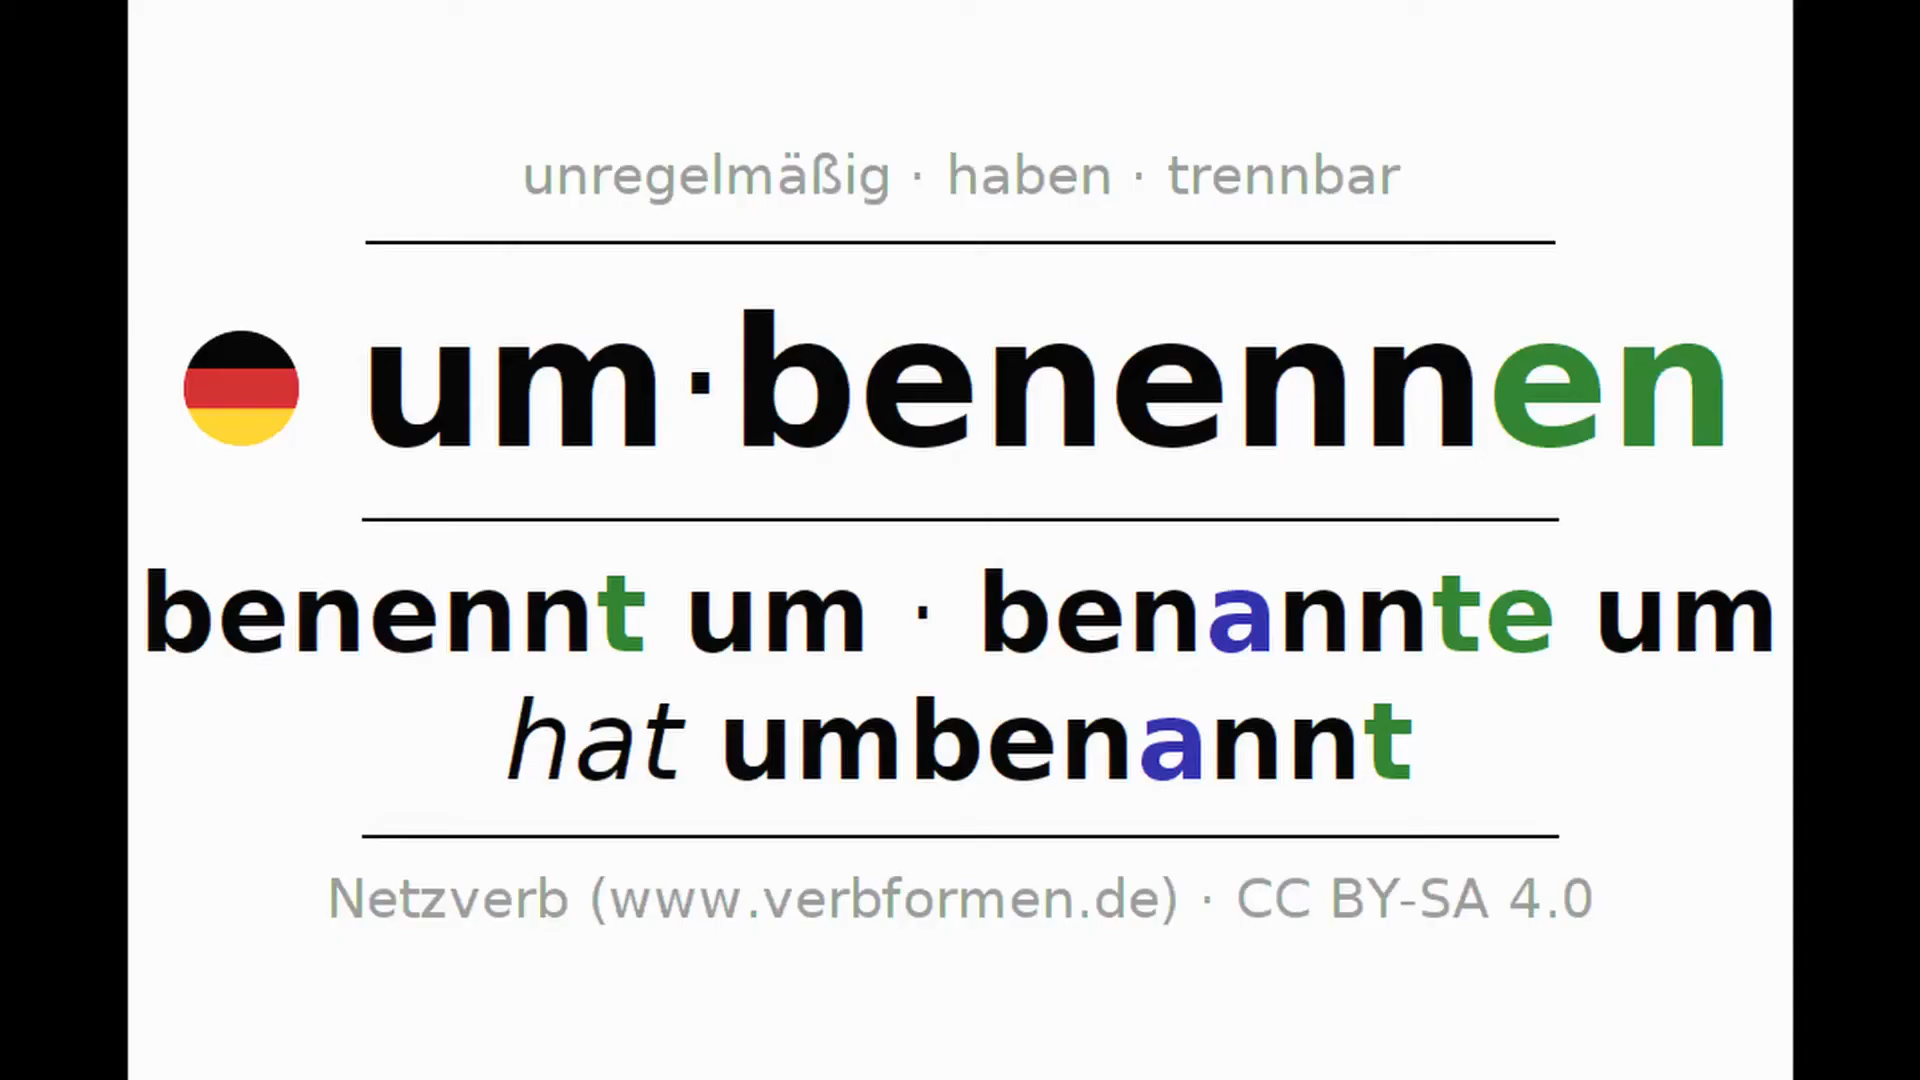 unregelmäßig · haben · trennbar
um·benennen
benennt um · benannte um
hat umbenannt
Netzverb (www.verbformen.de) · CC BY-SA 4.0